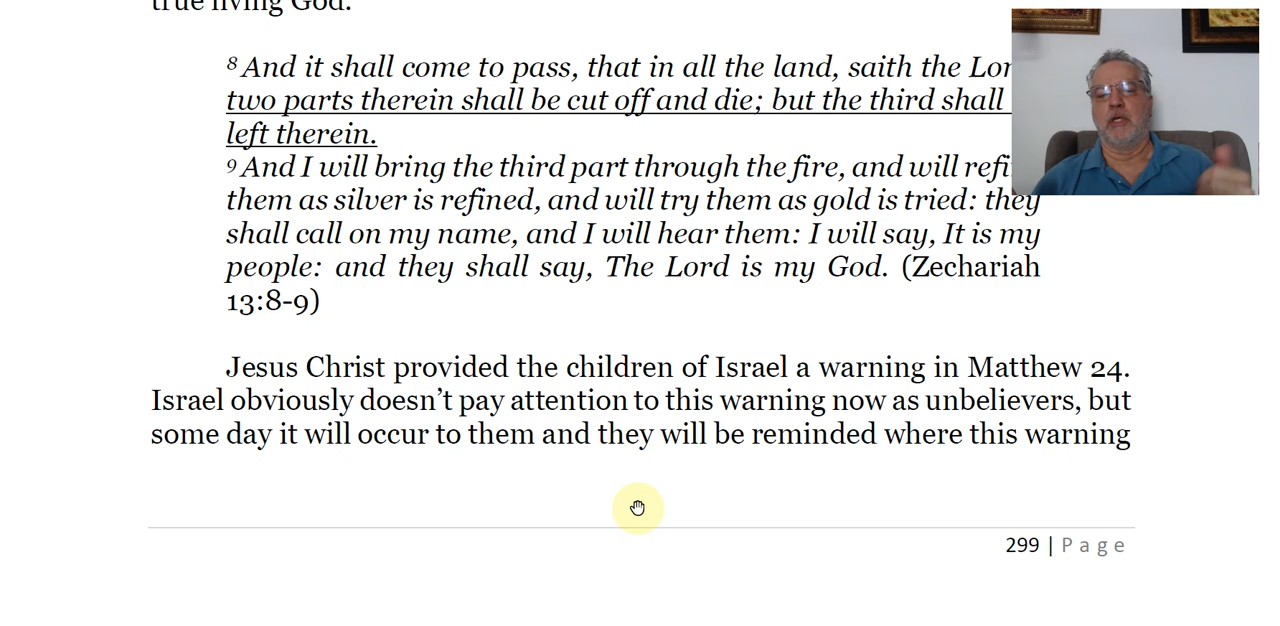 true living God.
8 And it shall come to pass, that in all the land, saith the
two parts therein shall be cut off and die; but the third shall
left therein.
9 And I will bring the third part through the fire, and will
them as silver is refined, and will try them as gold is tried: they
shall call on my name, and I will hear them: I will say, It is my
people: and they shall say, The Lord is my God. (Zechariah
13:8-9)
Jesus Christ provided the children of Israel a warning in Matthew 24.
Israel obviously doesn't pay attention to this warning now as unbelievers, but
some day it will occur to them and they will be reminded where this warning
299 | Page